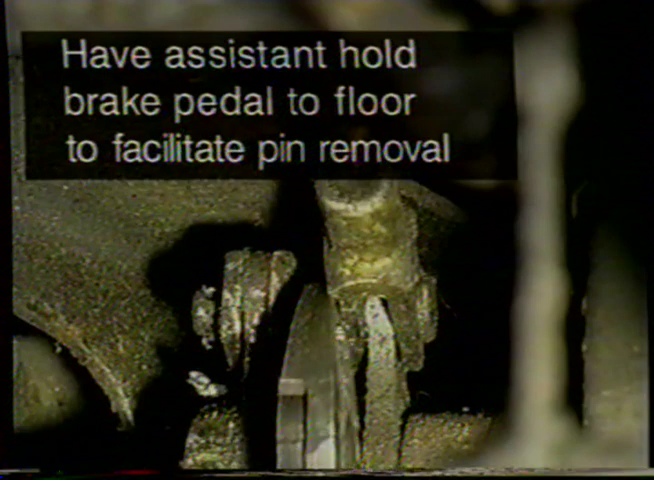 Have assistant hold
brake pedal to floor
to facilitate pin removal